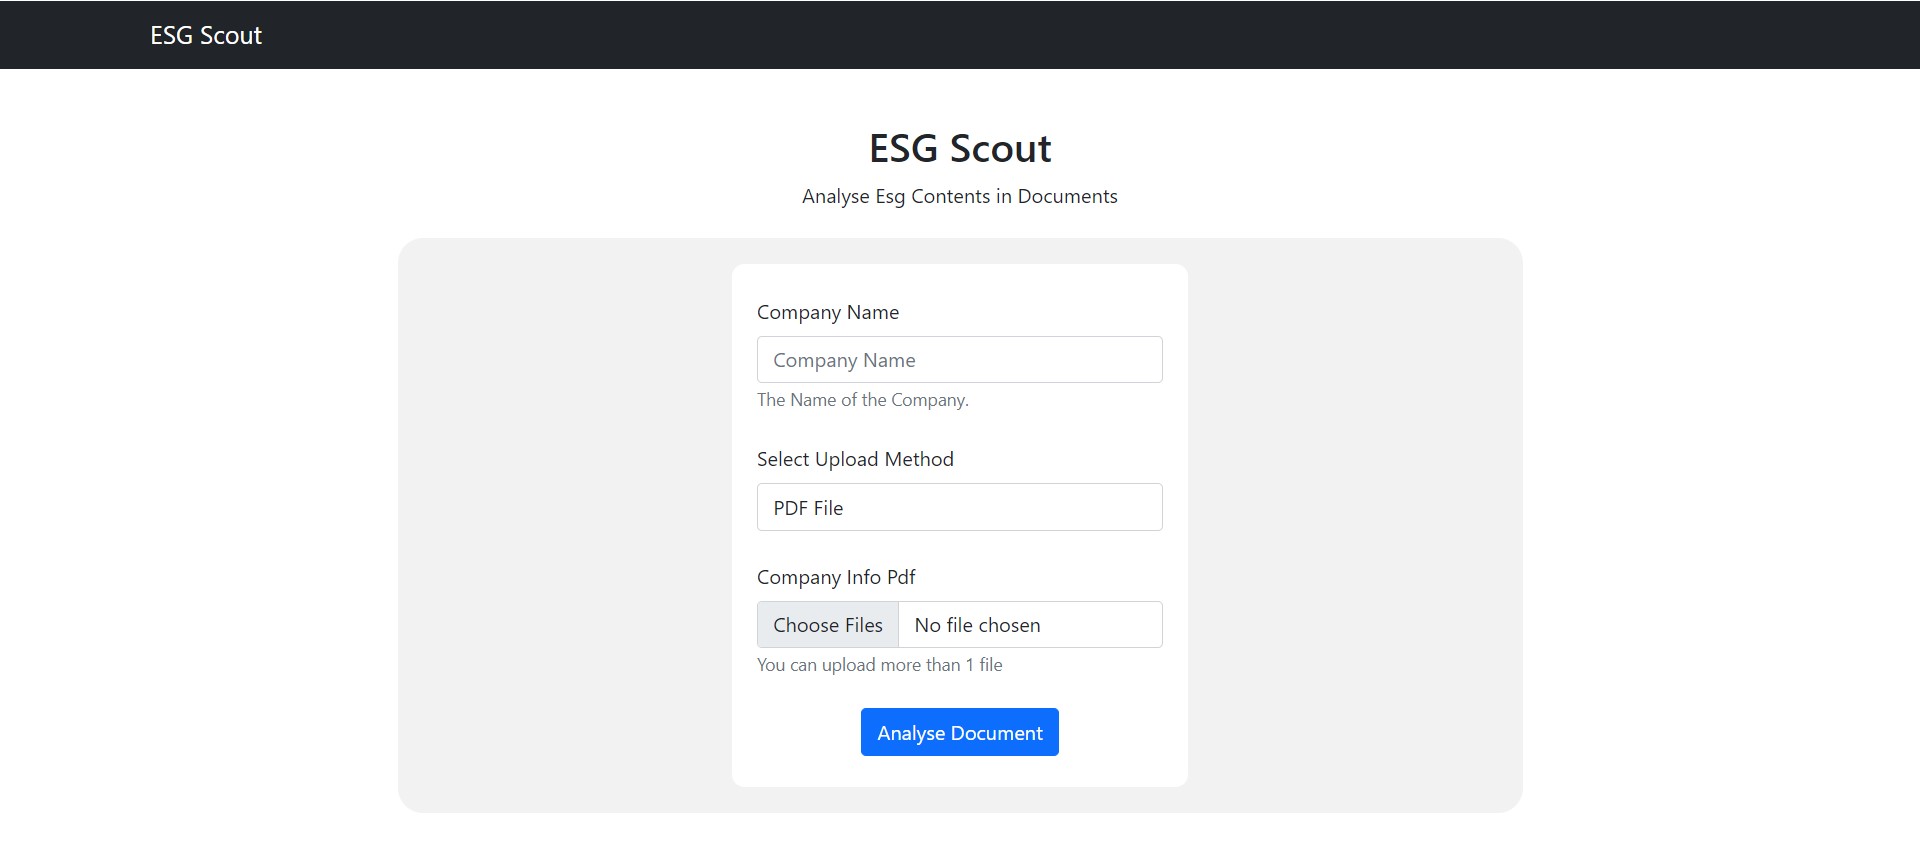 ESG Scout
ESG Scout
Analyse Esg Contents in Documents
Company Name
Company Name
The Name of the Company.
Select Upload Method
PDF File
Company Info Pdf
Choose Files No file chosen
You can upload more than 1 file
Analyse Document